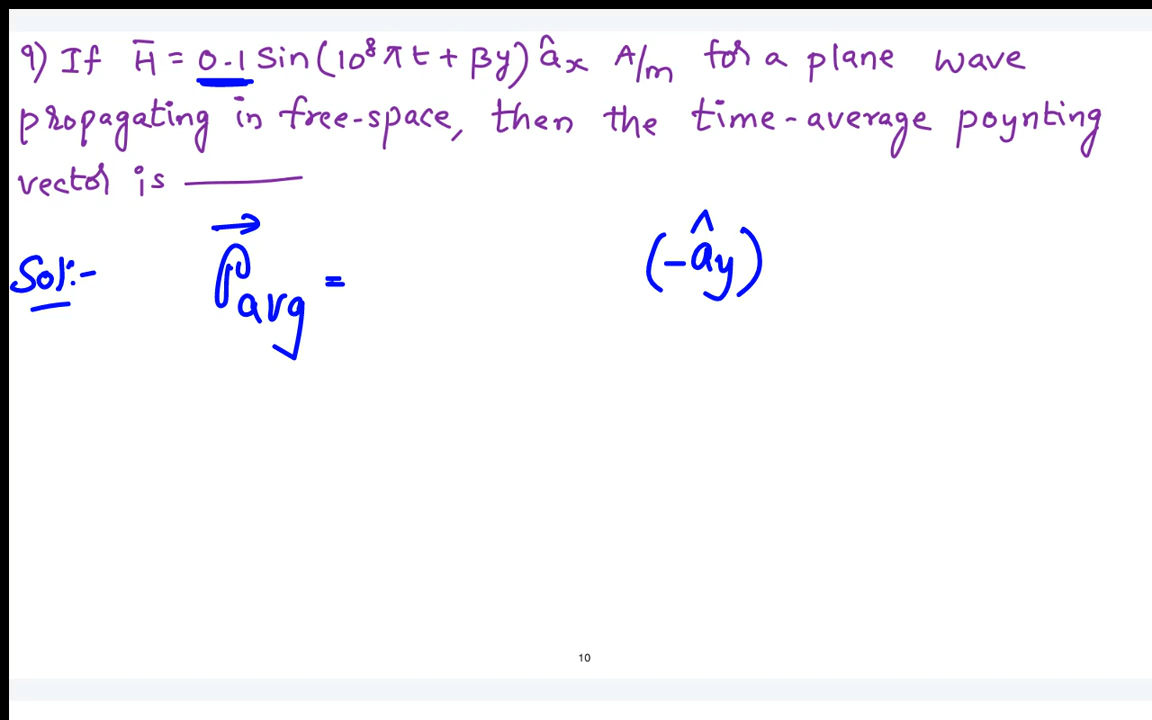 9) If H̄ = 0.1 Sin(10⁸πt + βy) âx A/m for a plane wave
propagating in free-space, then the time-average poynting
vector is ______
Sol:- P⃗avg = (-ây)
10